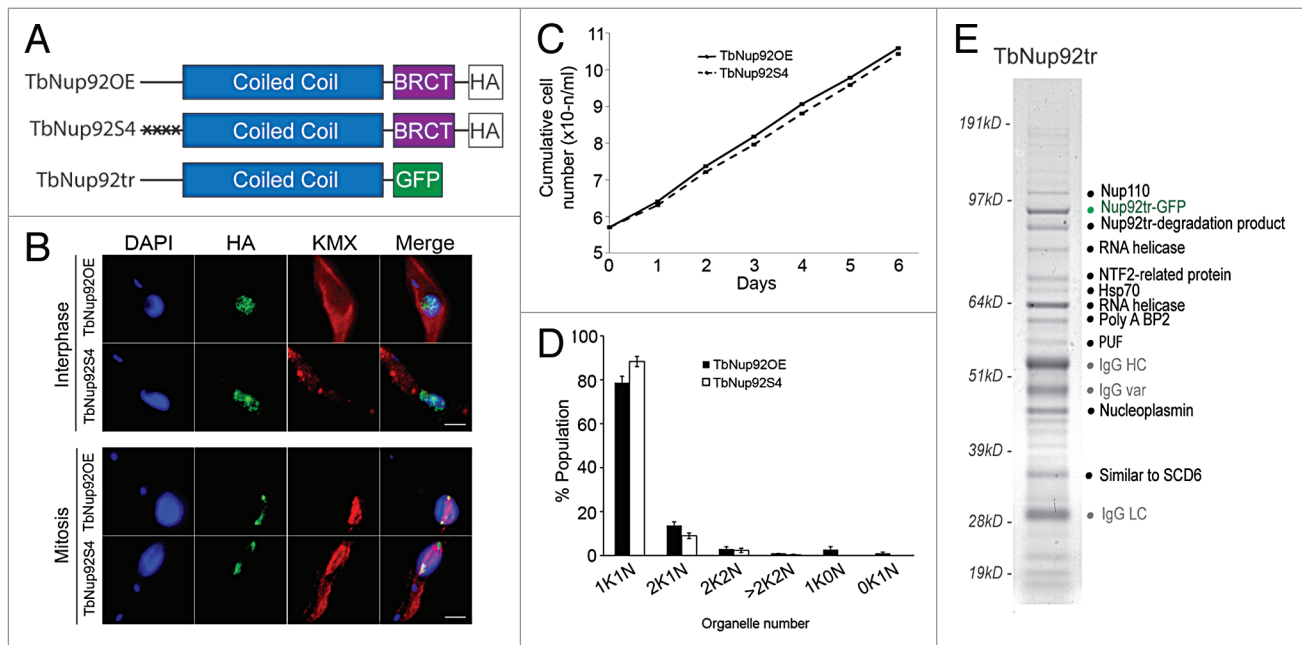 A
TbNup92OE
Coiled Coil
BRCT
HA
TbNup92S4
xxxx
Coiled Coil
BRCT
HA
TbNup92tr
Coiled Coil
GFP
B
DAPI
HA
KMX
Merge
Interphase
TbNup92OE
TbNup92S4
Mitosis
TbNup92OE
TbNup92S4
C
Cumulative cell
number (x10-n/ml)
11
10
9
8
7
6
5
TbNup92OE
TbNup92S4
0 1 2 3 4 5 6
Days
D
% Population
100
80
60
40
20
0
TbNup92OE
TbNup92S4
1K1N
2K1N
2K2N
>2K2N
1K0N
0K1N
Organelle number
E
TbNup92tr
191kD -
97kD -
64kD -
51kD -
39kD -
28kD -
19kD -
Nup110
Nup92tr-GFP
Nup92tr-degradation product
RNA helicase
NTF2-related protein
Hsp70
RNA helicase
Poly A BP2
PUF
IgG HC
IgG var
Nucleoplasmin
Similar to SCD6
IgG LC